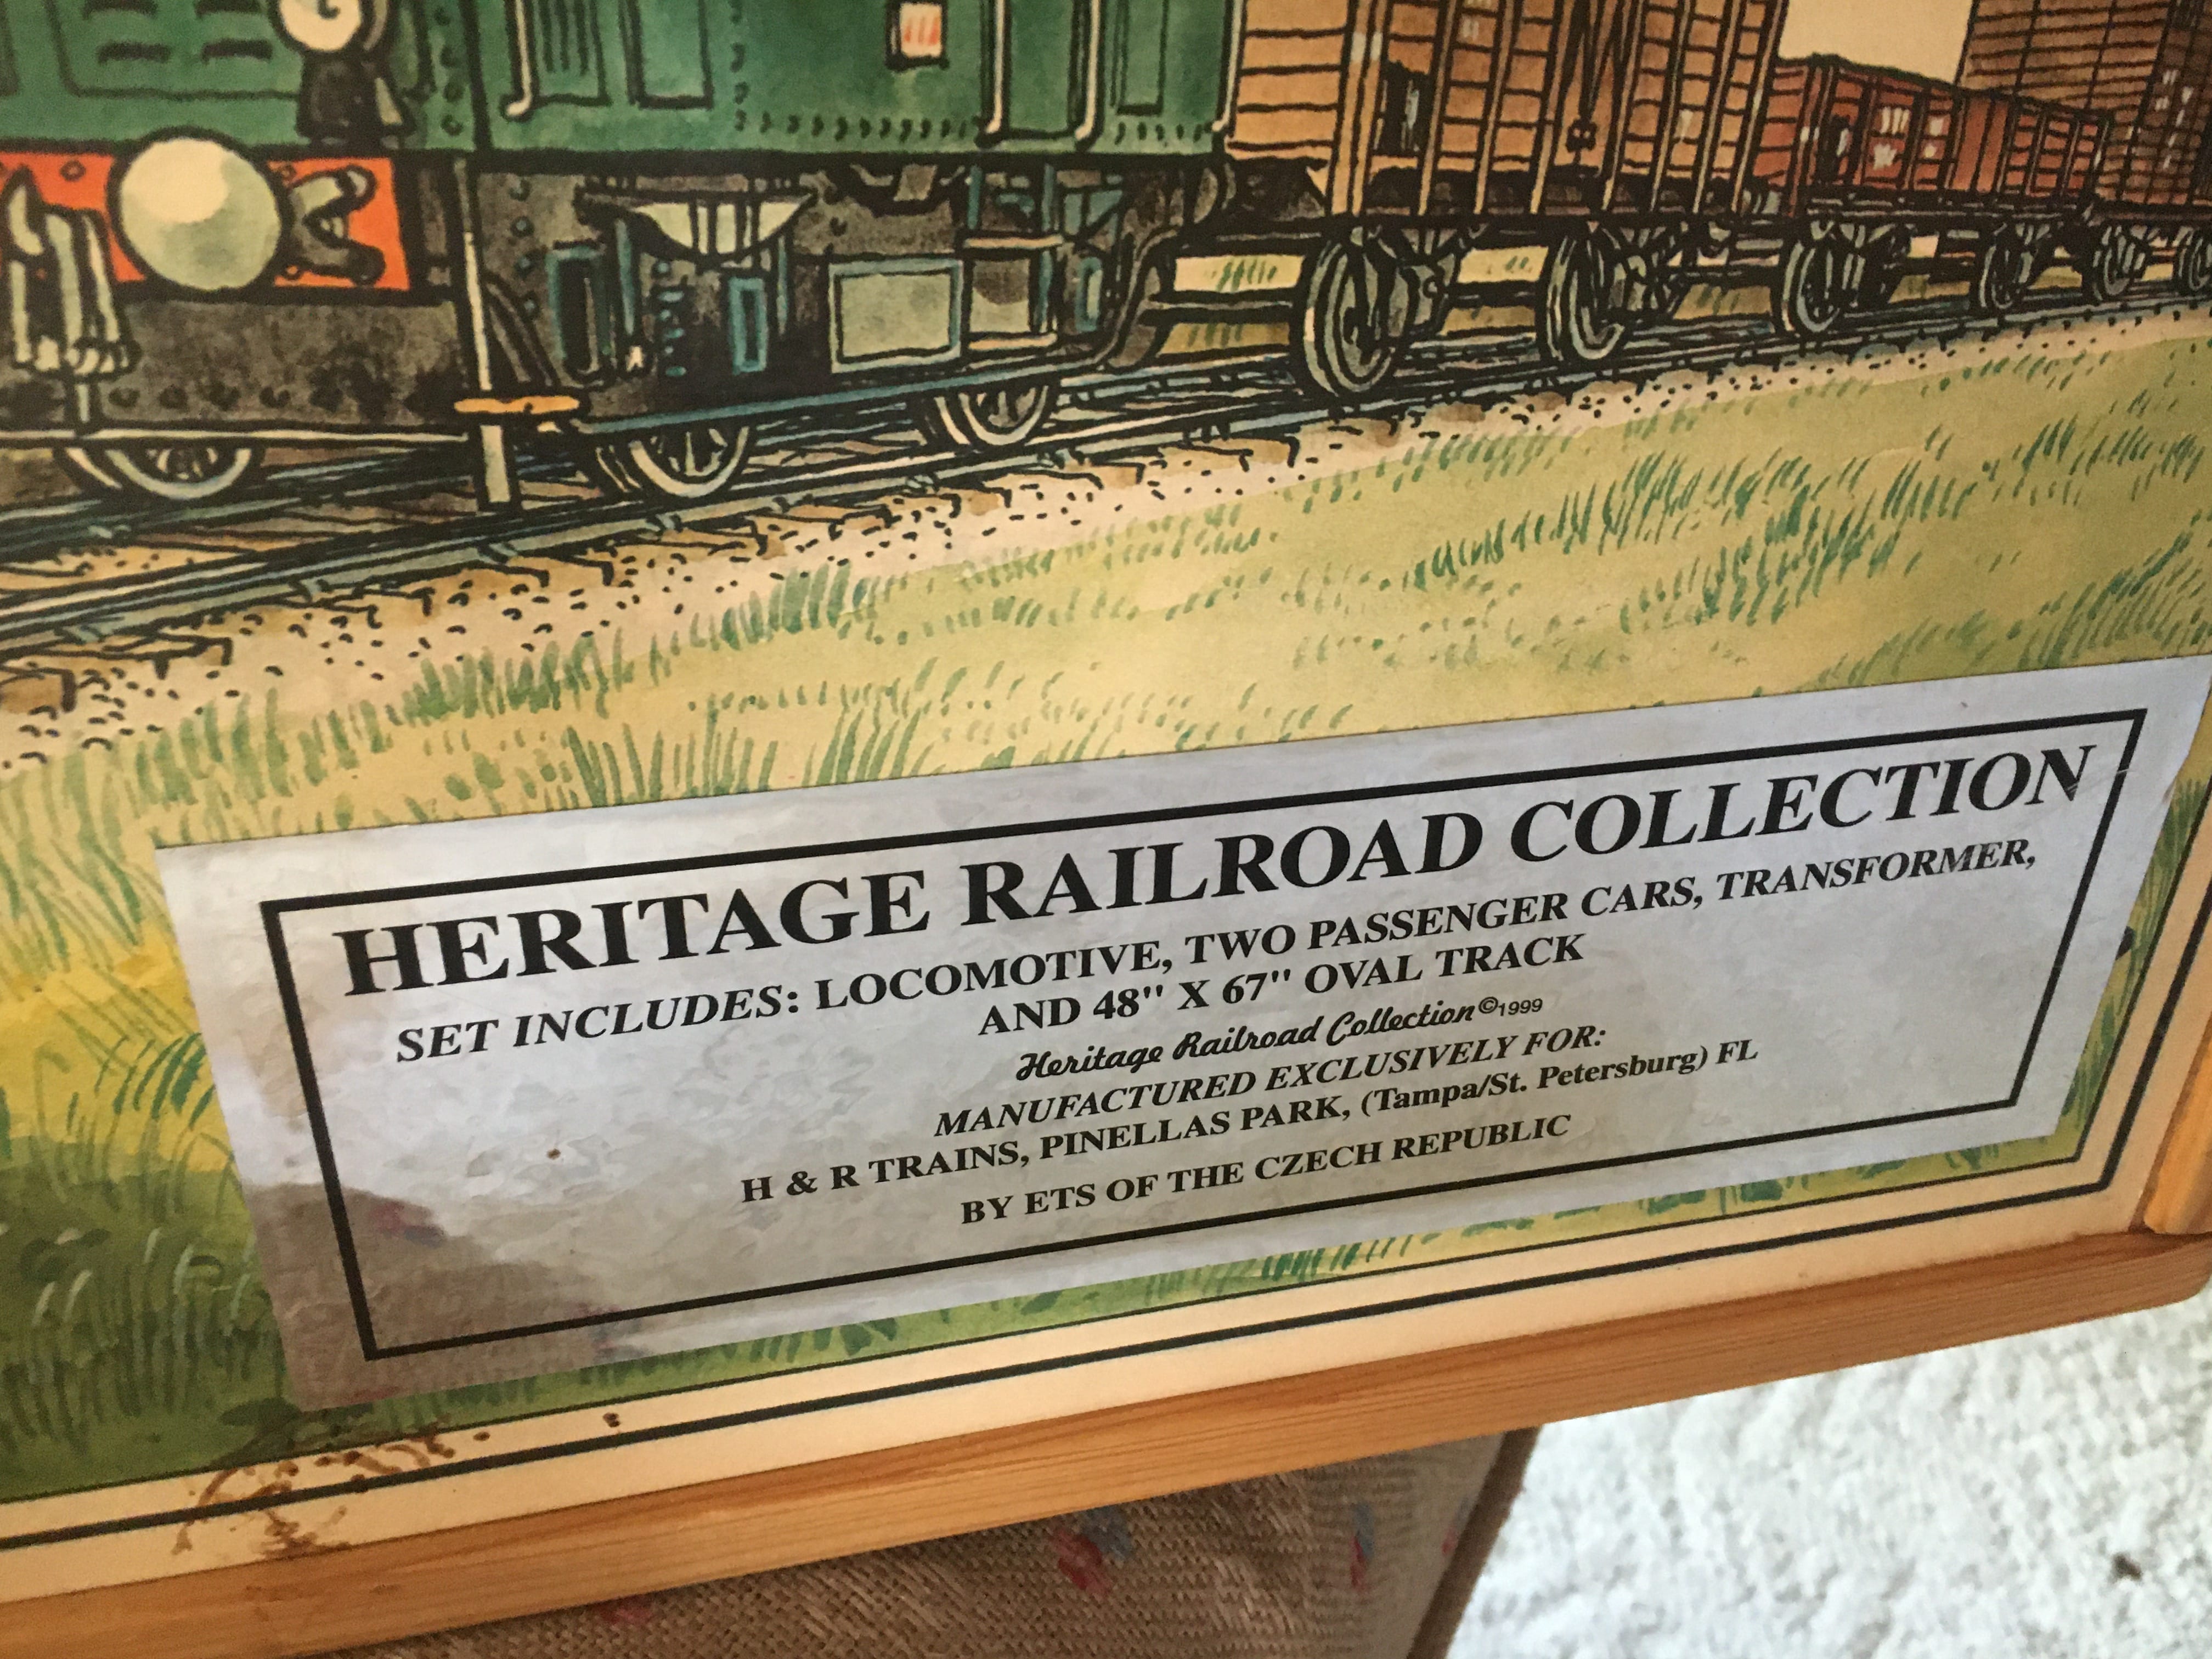 HERITAGE RAILROAD COLLECTION
SET INCLUDES: LOCOMOTIVE, TWO PASSENGER CARS, TRANSFORMER,
AND 48" X 67" OVAL TRACK
Heritage Railroad Collection©1999
MANUFACTURED EXCLUSIVELY FOR:
H & R TRAINS, PINELLAS PARK, (Tampa/St. Petersburg) FL
BY ETS OF THE CZECH REPUBLIC